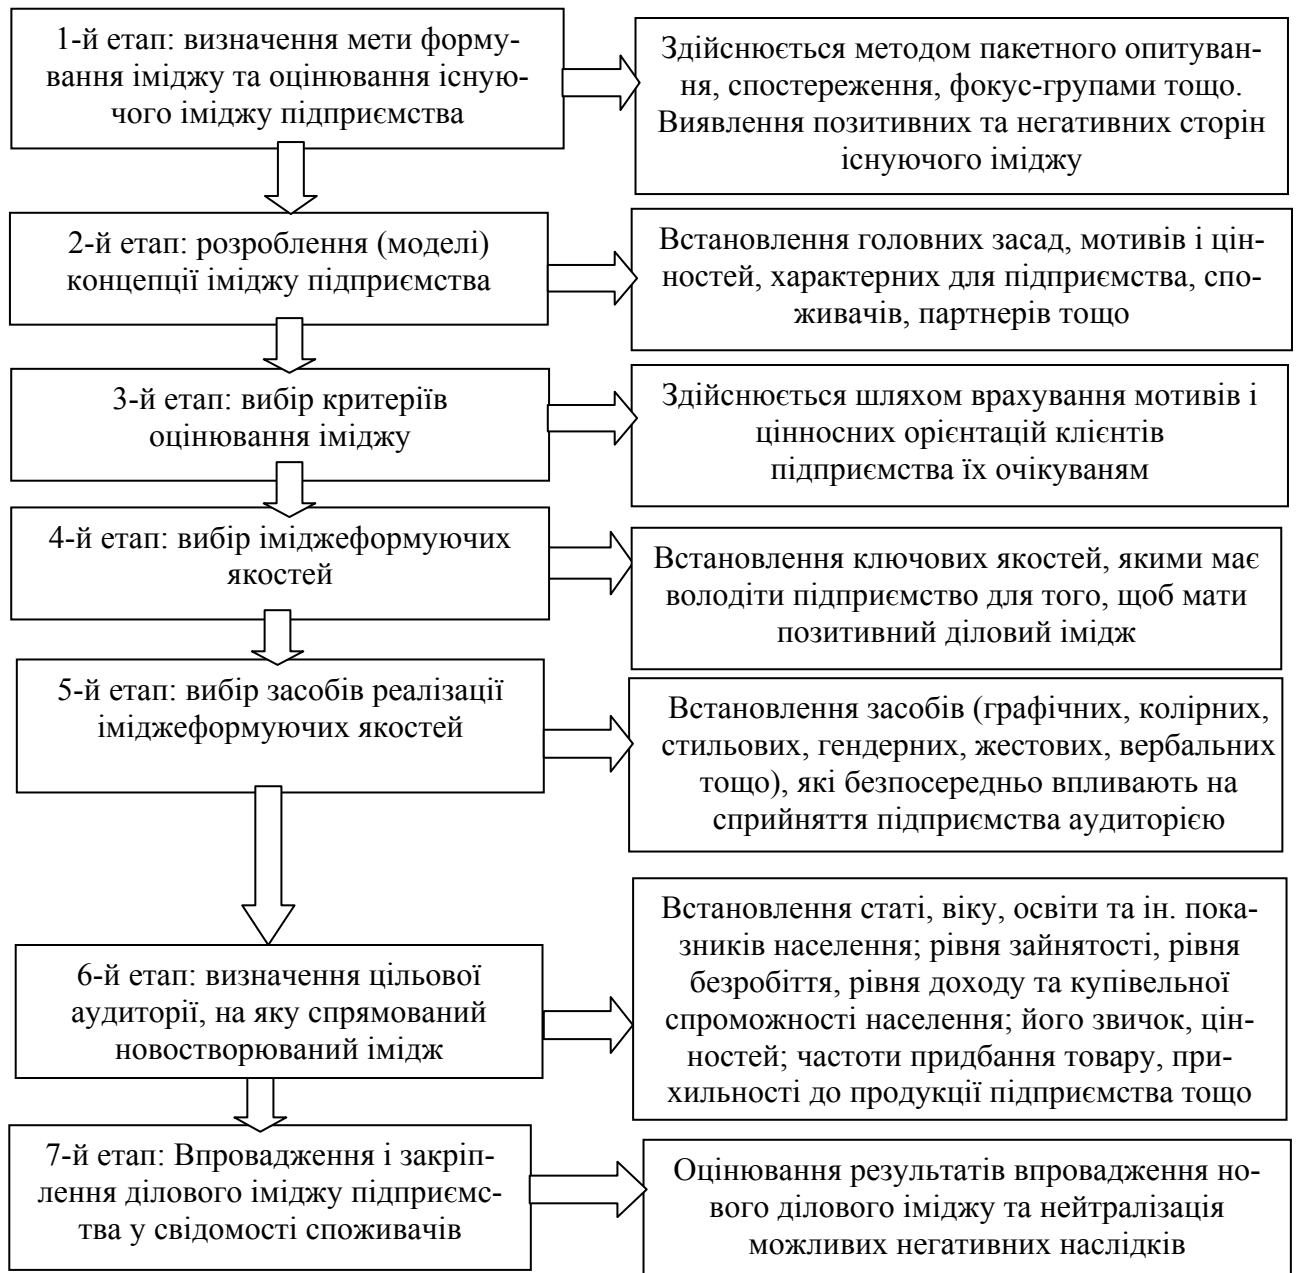 1-й етап: визначення мети форму-
вання іміджу та оцінювання існую-
чого іміджу підприємства
Здійснюється методом пакетного опитуван-
ня, спостереження, фокус-групами тощо.
Виявлення позитивних та негативних сторін
існуючого іміджу
2-й етап: розроблення (моделі)
концепції іміджу підприємства
Встановлення головних засад, мотивів і цін-
ностей, характерних для підприємства, спо-
живачів, партнерів тощо
3-й етап: вибір критеріїв
оцінювання іміджу
Здійснюється шляхом врахування мотивів і
цінносних орієнтацій клієнтів
підприємства їх очікуваням
4-й етап: вибір іміджеформуючих
якостей
Встановлення ключових якостей, якими має
володіти підприємство для того, щоб мати
позитивний діловий імідж
5-й етап: вибір засобів реалізації
іміджеформуючих якостей
Встановлення засобів (графічних, колірних,
стильових, гендерних, жестових, вербальних
тощо), які безпосередньо впливають на
сприйняття підприємства аудиторією
6-й етап: визначення цільової
аудиторії, на яку спрямований
новостворюваний імідж
Встановлення статі, віку, освіти та ін. пока-
зників населення; рівня зайнятості, рівня
безробіття, рівня доходу та купівельної
спроможності населення; його звичок, цін-
ностей; частоти придбання товару, при-
хильності до продукції підприємства тощо
7-й етап: Впровадження і закріп-
лення ділового іміджу підприємс-
тва у свідомості споживачів
Оцінювання результатів впровадження но-
вого ділового іміджу та нейтралізація
можливих негативних наслідків